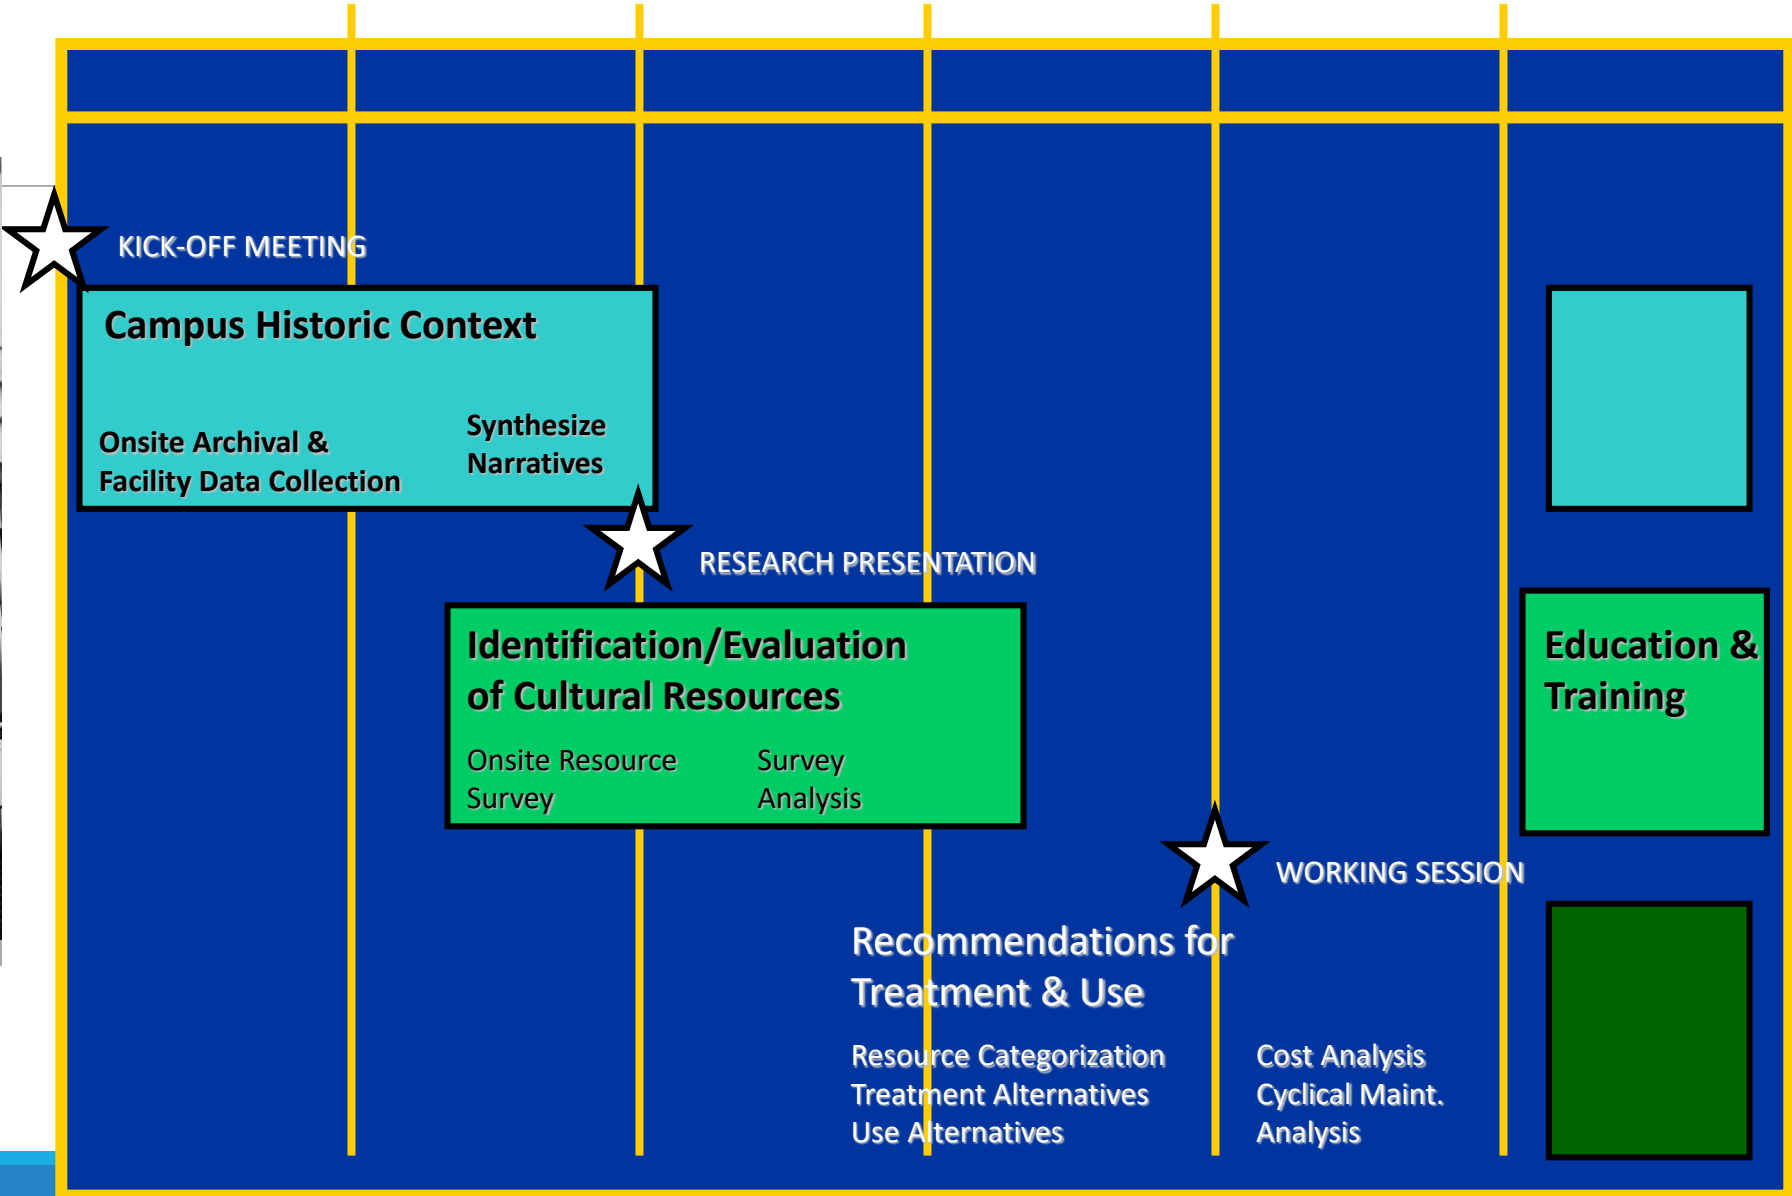 KICK-OFF MEETING
Campus Historic Context
Onsite Archival &
Facility Data Collection
Synthesize
Narratives
RESEARCH PRESENTATION
Identification/Evaluation
of Cultural Resources
Onsite Resource
Survey
Survey
Analysis
Education &
Training
WORKING SESSION
Recommendations for
Treatment & Use
Resource Categorization
Treatment Alternatives
Use Alternatives
Cost Analysis
Cyclical Maint.
Analysis